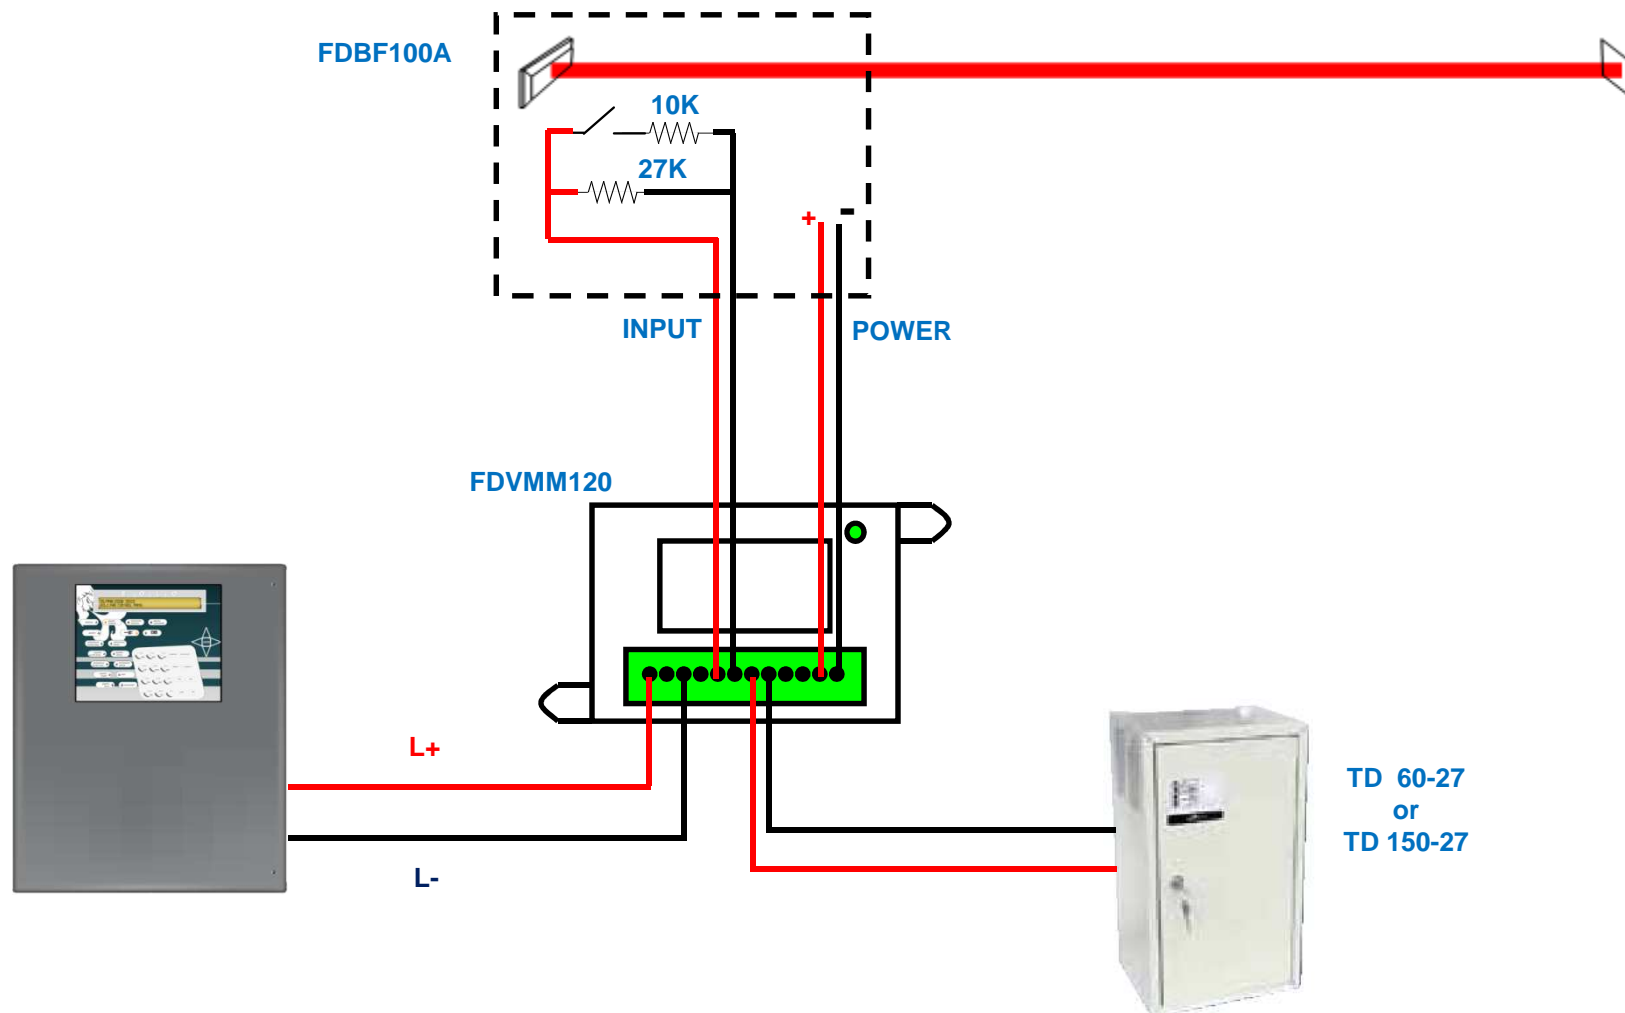 FDBF100A
10K
27K
+ -
INPUT
POWER
FDVMM120
L+
L-
TD 60-27
or
TD 150-27